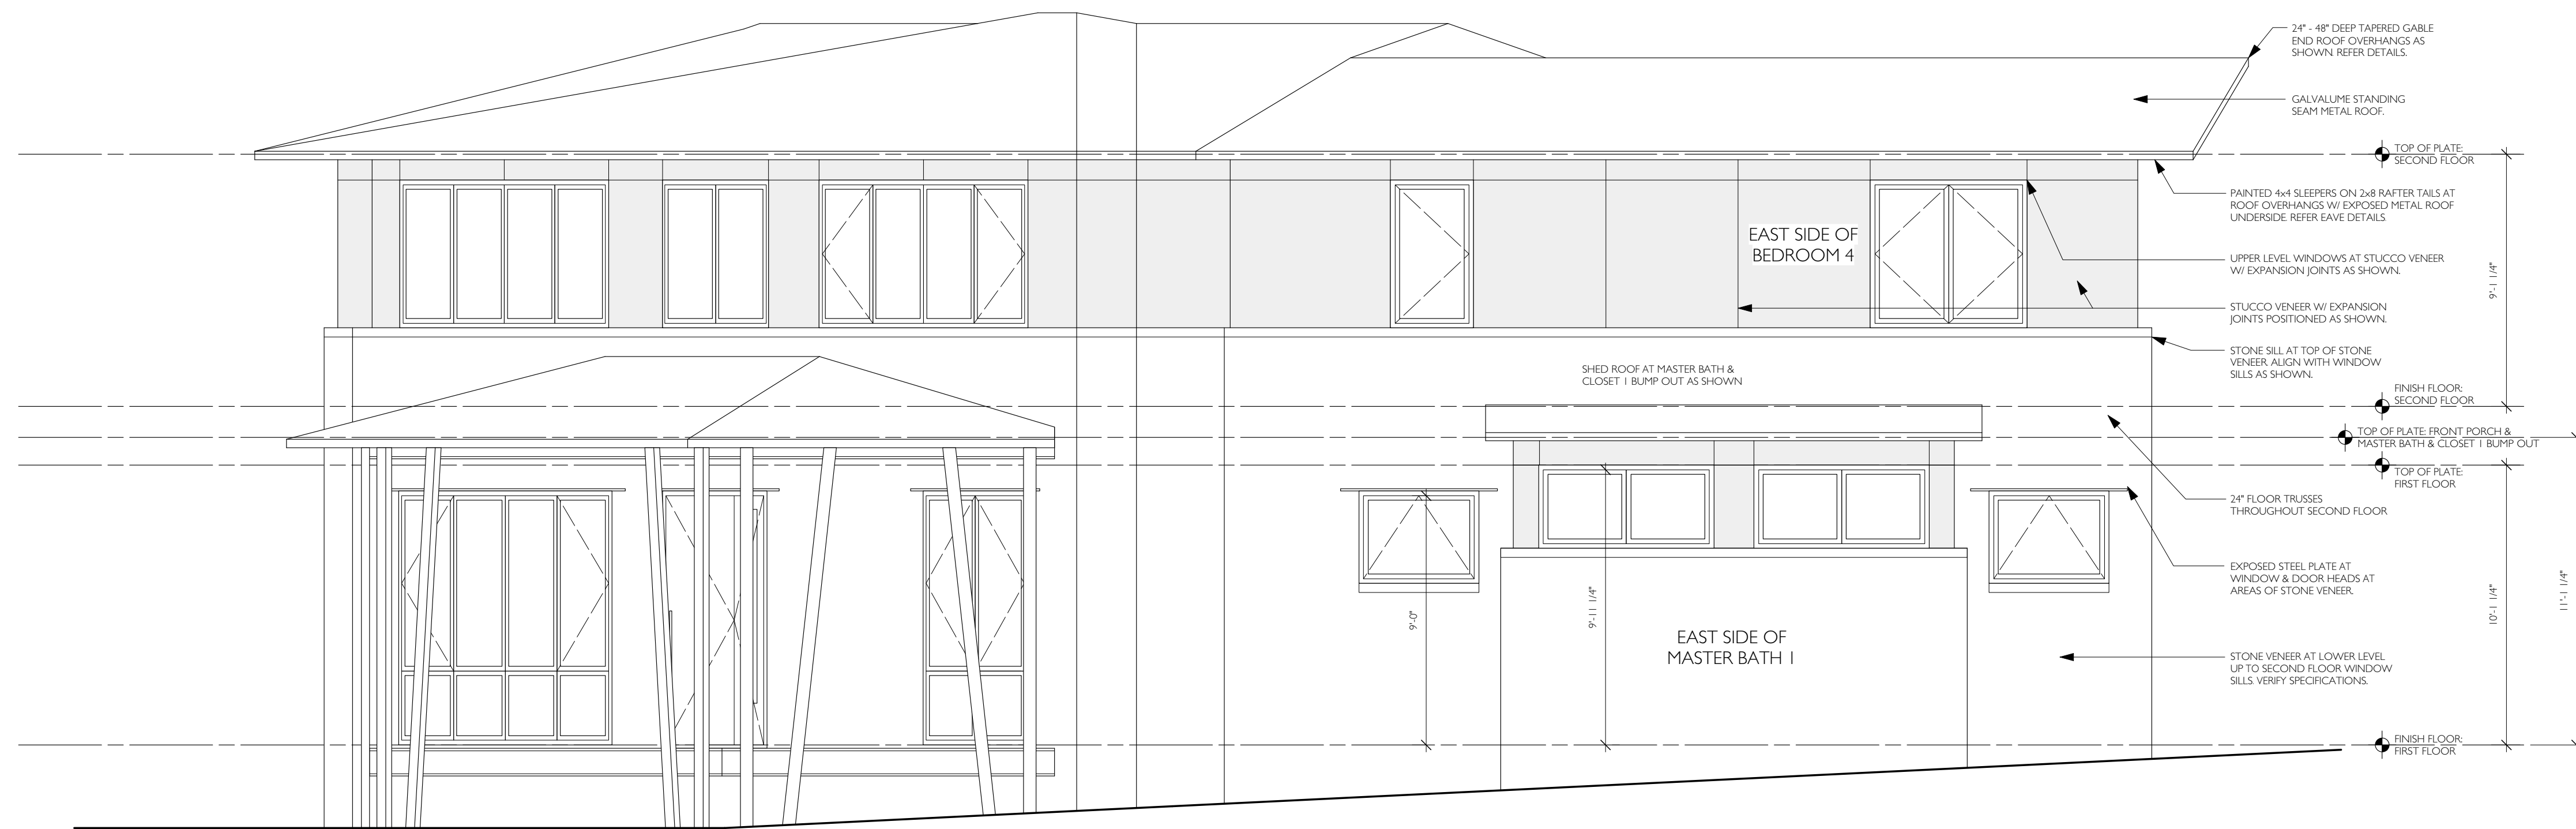 24" - 48" DEEP TAPERED GABLE
END ROOF OVERHANGS AS
SHOWN. REFER DETAILS.
GALVALUME STANDING
SEAM METAL ROOF.
TOP OF PLATE:
SECOND FLOOR
PAINTED 4x4 SLEEPERS ON 2x8 RAFTER TAILS AT
ROOF OVERHANGS W/ EXPOSED METAL ROOF
UNDERSIDE. REFER EAVE DETAILS.
EAST SIDE OF
BEDROOM 4
UPPER LEVEL WINDOWS AT STUCCO VENEER
W/ EXPANSION JOINTS AS SHOWN.
9'-1 1/4"
STUCCO VENEER W/ EXPANSION
JOINTS POSITIONED AS SHOWN.
STONE SILL AT TOP OF STONE
VENEER. ALIGN WITH WINDOW
SILLS AS SHOWN.
SHED ROOF AT MASTER BATH &
CLOSET 1 BUMP OUT AS SHOWN
FINISH FLOOR:
SECOND FLOOR
TOP OF PLATE: FRONT PORCH &
MASTER BATH & CLOSET 1 BUMP OUT
TOP OF PLATE:
FIRST FLOOR
24" FLOOR TRUSSES
THROUGHOUT SECOND FLOOR
EXPOSED STEEL PLATE AT
WINDOW & DOOR HEADS AT
AREAS OF STONE VENEER.
9'-0"
9'-11 1/4"
10'-1 1/4"
11'-1 1/4"
EAST SIDE OF
MASTER BATH 1
STONE VENEER AT LOWER LEVEL
UP TO SECOND FLOOR WINDOW
SILLS. VERIFY SPECIFICATIONS.
FINISH FLOOR:
FIRST FLOOR